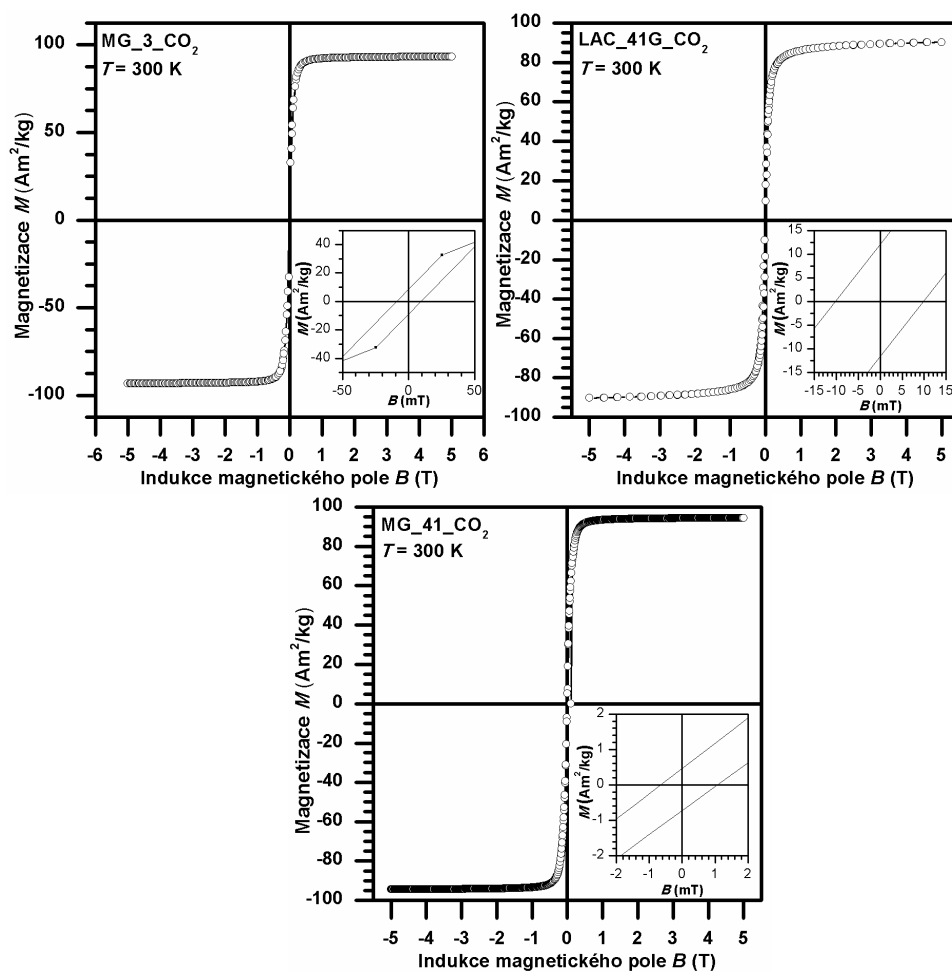 MG_3_CO2
T = 300 K
Magnetizace M (Am2/kg)
100
50
0
-50
-100
40
20
0
-20
-40
M(Am2/kg)
-50 0 50
B (mT)
-6 -5 -4 -3 -2 -1 0 1 2 3 4 5 6
Indukce magnetického pole B (T)
LAC_41G_CO2
T = 300 K
Magnetizace M (Am2/kg)
100
80
60
40
20
0
-20
-40
-60
-80
-100
15
10
5
0
-5
-10
-15
M(Am2/kg)
-15 -10 -5 0 5 10 15
B (mT)
-5 -4 -3 -2 -1 0 1 2 3 4 5
Indukce magnetického pole B (T)
MG_41_CO2
T = 300 K
Magnetizace M (Am2/kg)
100
80
60
40
20
0
-20
-40
-60
-80
-100
2
1
0
-1
-2
M(Am2/kg)
-2 -1 0 1 2
B (mT)
-5 -4 -3 -2 -1 0 1 2 3 4 5
Indukce magnetického pole B (T)